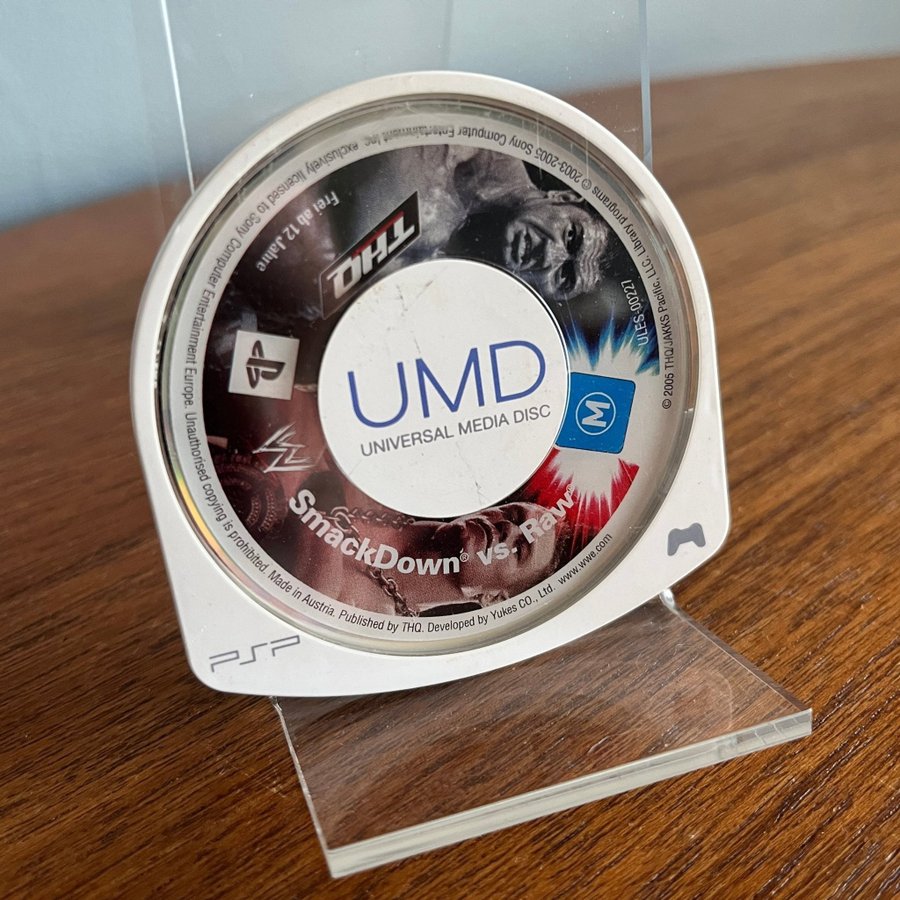 © 2003-2005 Sony Computer Entertainment Inc. exclusively licensed to Sony Computer Entertainment Europe. Unauthorised copying is prohibited. Made in Austria. Published by THQ. Developed by Yukes CO., Ltd. www.wwe.com
Library programs
© 2005 THQ/JAKKS Pacific, LLC.
Frei ab 12 Jahre
THQ
ULES-00227
UMD
UNIVERSAL MEDIA DISC
M
W
SmackDown® vs. Raw®
PSP